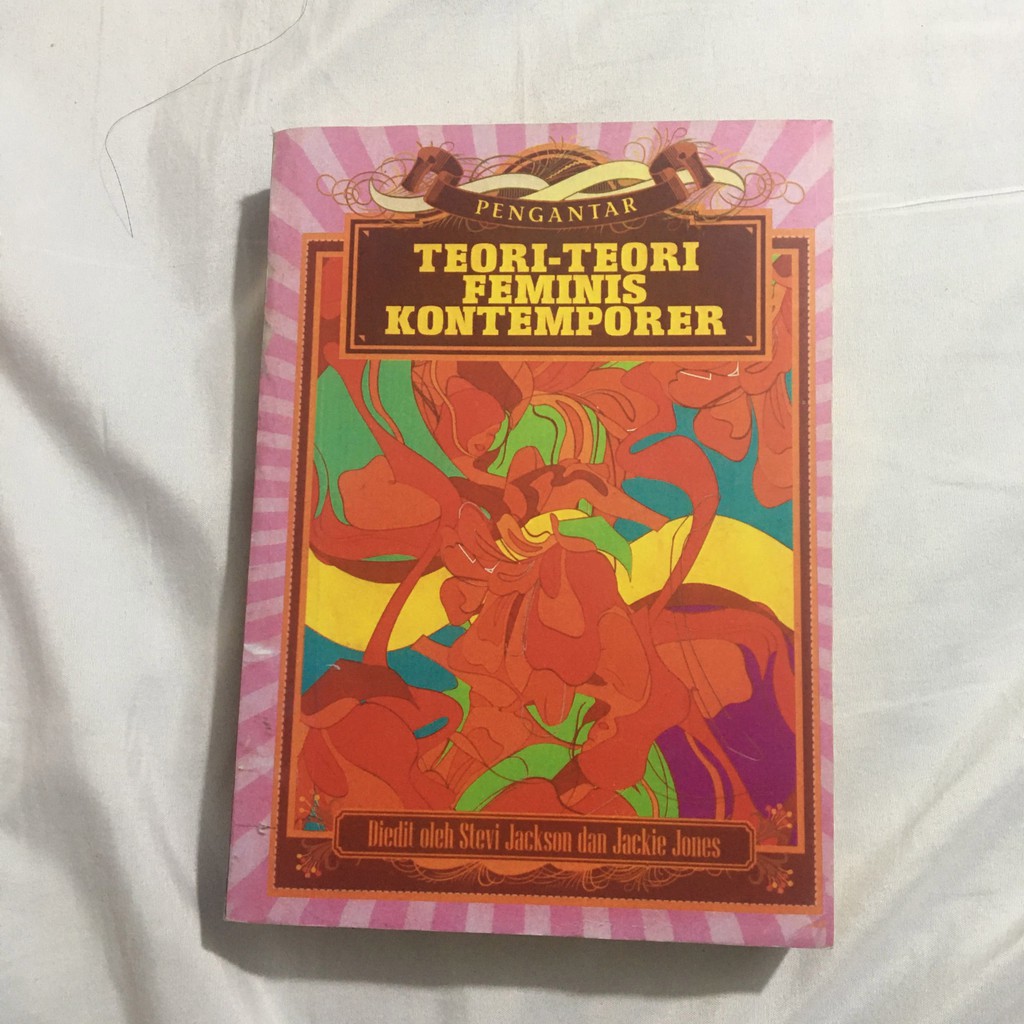 PENGANTAR
TEORI-TEORI
FEMINIS
KONTEMPORER
Diedit oleh Stevi Jackson dan Jackie Jones